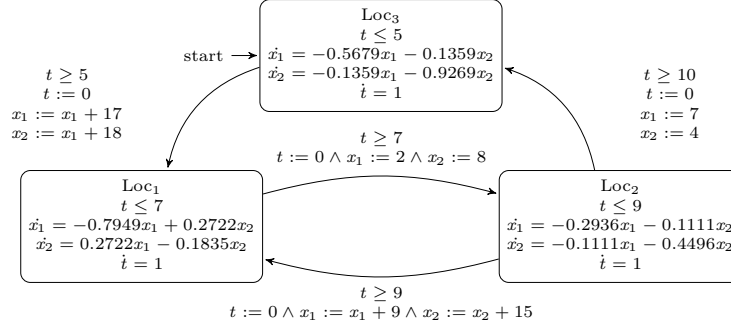 Loc₃
t ≤ 5
start
ẋ₁ = −0.5679x₁ − 0.1359x₂
ẋ₂ = −0.1359x₁ − 0.9269x₂
ṫ = 1
t ≥ 5
t := 0
x₁ := x₁ + 17
x₂ := x₁ + 18
t ≥ 10
t := 0
x₁ := 7
x₂ := 4
t ≥ 7
t := 0 ∧ x₁ := 2 ∧ x₂ := 8
Loc₁
t ≤ 7
ẋ₁ = −0.7949x₁ + 0.2722x₂
ẋ₂ = 0.2722x₁ − 0.1835x₂
ṫ = 1
Loc₂
t ≤ 9
ẋ₁ = −0.2936x₁ − 0.1111x₂
ẋ₂ = −0.1111x₁ − 0.4496x₂
ṫ = 1
t ≥ 9
t := 0 ∧ x₁ := x₁ + 9 ∧ x₂ := x₂ + 15